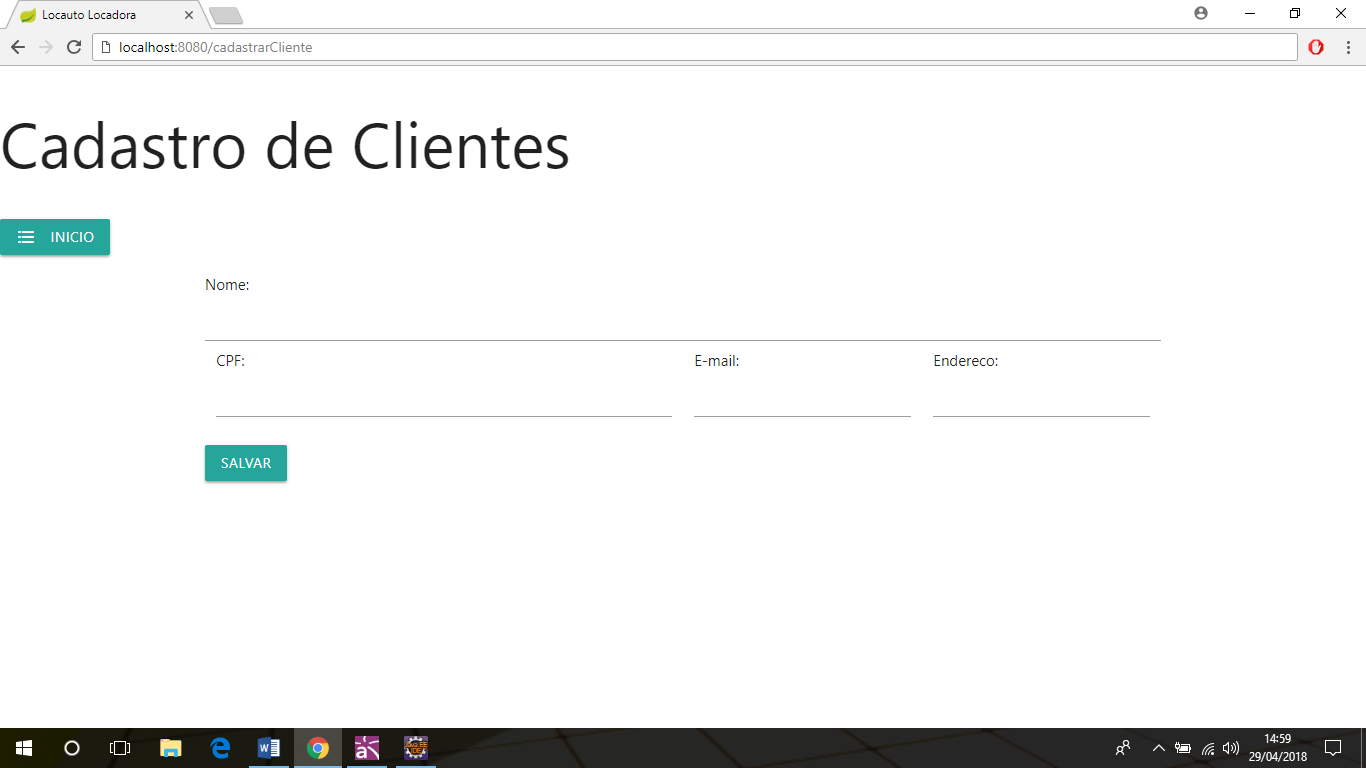 Locauto Locadora
localhost:8080/cadastrarCliente
Cadastro de Clientes
INICIO
Nome:
CPF: E-mail: Endereco:
SALVAR
14:59
29/04/2018